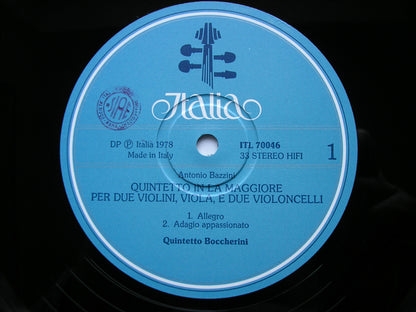 Italia
DP Ⓟ Italia 1978
Made in Italy
ITL 70046
33 STEREO HIFI
1
Antonio Bazzini
QUINTETTO IN LA MAGGIORE
PER DUE VIOLINI, VIOLA, E DUE VIOLONCELLI
1. Allegro
2. Adagio appassionato
Quintetto Boccherini